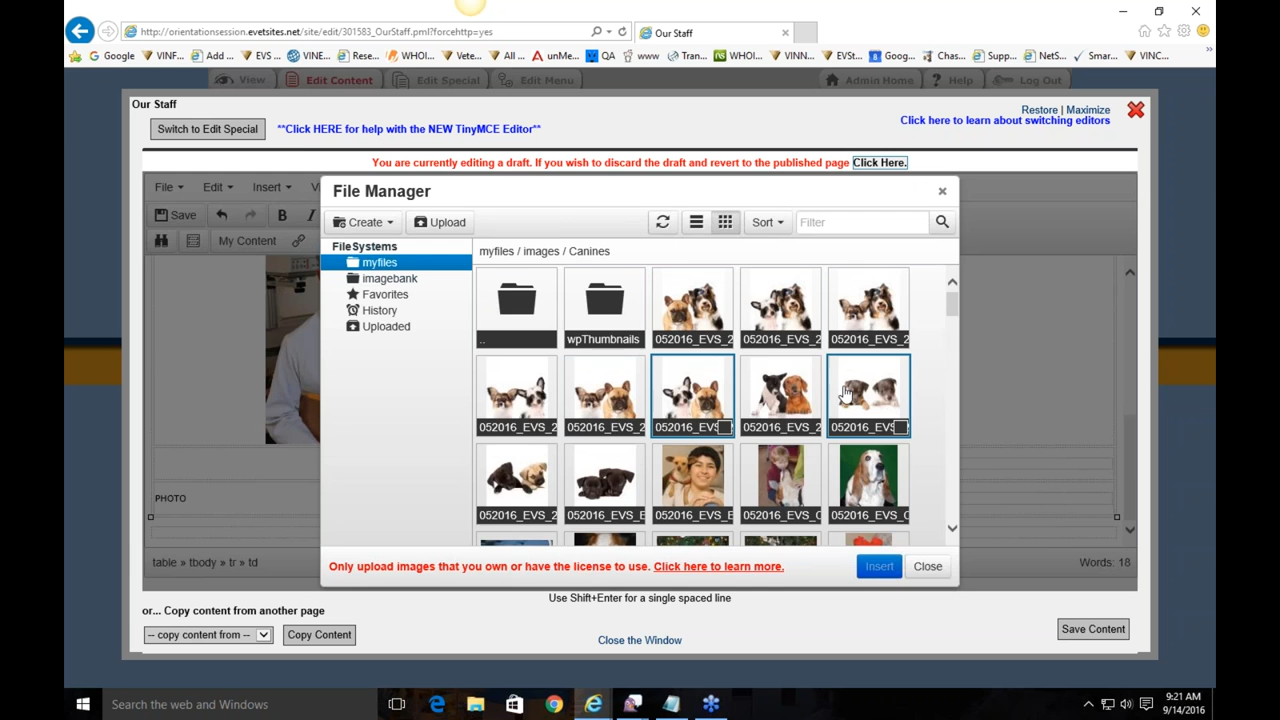 http://orientationsession.evetsites.net/site/edit/301583_OurStaff.pml?forcehttp=yes
Our Staff
Google VINF... Add ... EVS ... VINE... Rese... WHOI... Vete... All ... unMe... QA www Tran... WHOI... VINN... EVSt... Goog... Chas... Supp... NetS... Smar... VINC...
View Edit Content Edit Special Edit Menu Admin Home Help Log Out
Our Staff
Restore | Maximize
Switch to Edit Special **Click HERE for help with the NEW TinyMCE Editor** Click here to learn about switching editors
You are currently editing a draft. If you wish to discard the draft and revert to the published page Click Here.
File Edit Insert
File Manager
Save B I
Create Upload Sort Filter
My Content
FileSystems
myfiles
imagebank
Favorites
History
Uploaded
myfiles / images / Canines
.. wpThumbnails 052016_EVS_2 052016_EVS_2 052016_EVS_2
052016_EVS_2 052016_EVS_2 052016_EVS 052016_EVS_2 052016_EVS
052016_EVS_2 052016_EVS_E 052016_EVS_E 052016_EVS_C 052016_EVS_C
PHOTO
table » tbody » tr » td Words: 18
Only upload images that you own or have the license to use. Click here to learn more. Insert Close
Use Shift+Enter for a single spaced line
or... Copy content from another page
-- copy content from -- Copy Content
Close the Window
Save Content
Search the web and Windows
9:21 AM
9/14/2016